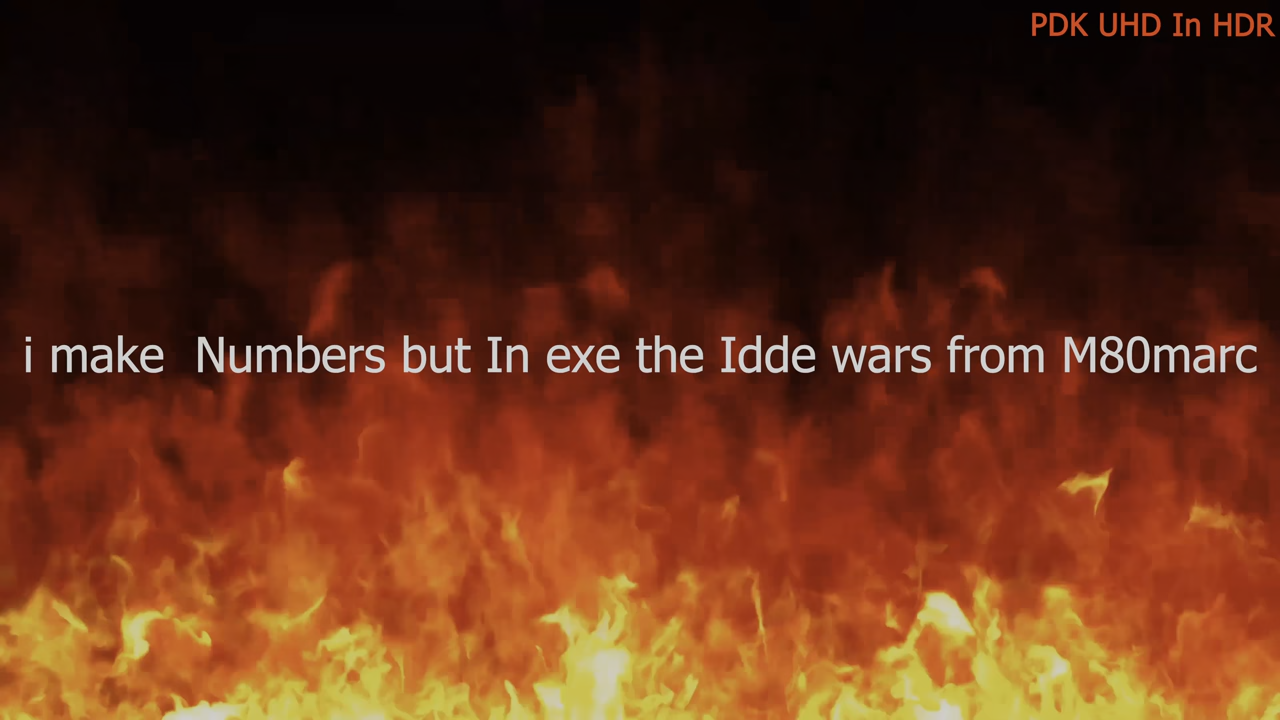 PDK UHD In HDR
i make  Numbers but In exe the Idde wars from M80marc